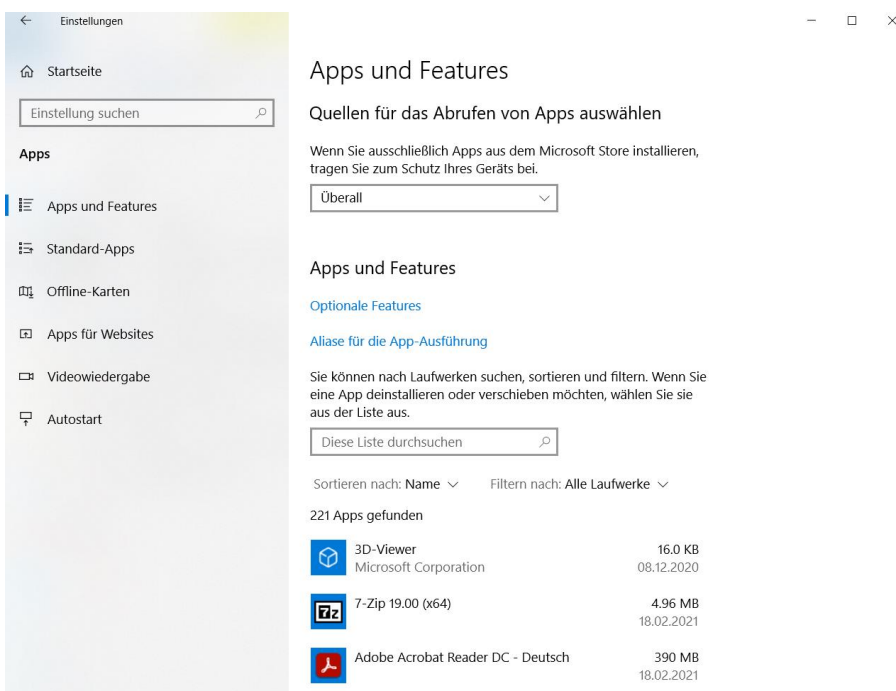 Einstellungen
Startseite
Einstellung suchen
Apps
Apps und Features
Standard-Apps
Offline-Karten
Apps für Websites
Videowiedergabe
Autostart
Apps und Features
Quellen für das Abrufen von Apps auswählen
Wenn Sie ausschließlich Apps aus dem Microsoft Store installieren,
tragen Sie zum Schutz Ihres Geräts bei.
Überall
Apps und Features
Optionale Features
Aliase für die App-Ausführung
Sie können nach Laufwerken suchen, sortieren und filtern. Wenn Sie
eine App deinstallieren oder verschieben möchten, wählen Sie sie
aus der Liste aus.
Diese Liste durchsuchen
Sortieren nach: Name Filtern nach: Alle Laufwerke
221 Apps gefunden
3D-Viewer 16.0 KB
Microsoft Corporation 08.12.2020
7z 7-Zip 19.00 (x64) 4.96 MB
18.02.2021
Adobe Acrobat Reader DC - Deutsch 390 MB
18.02.2021